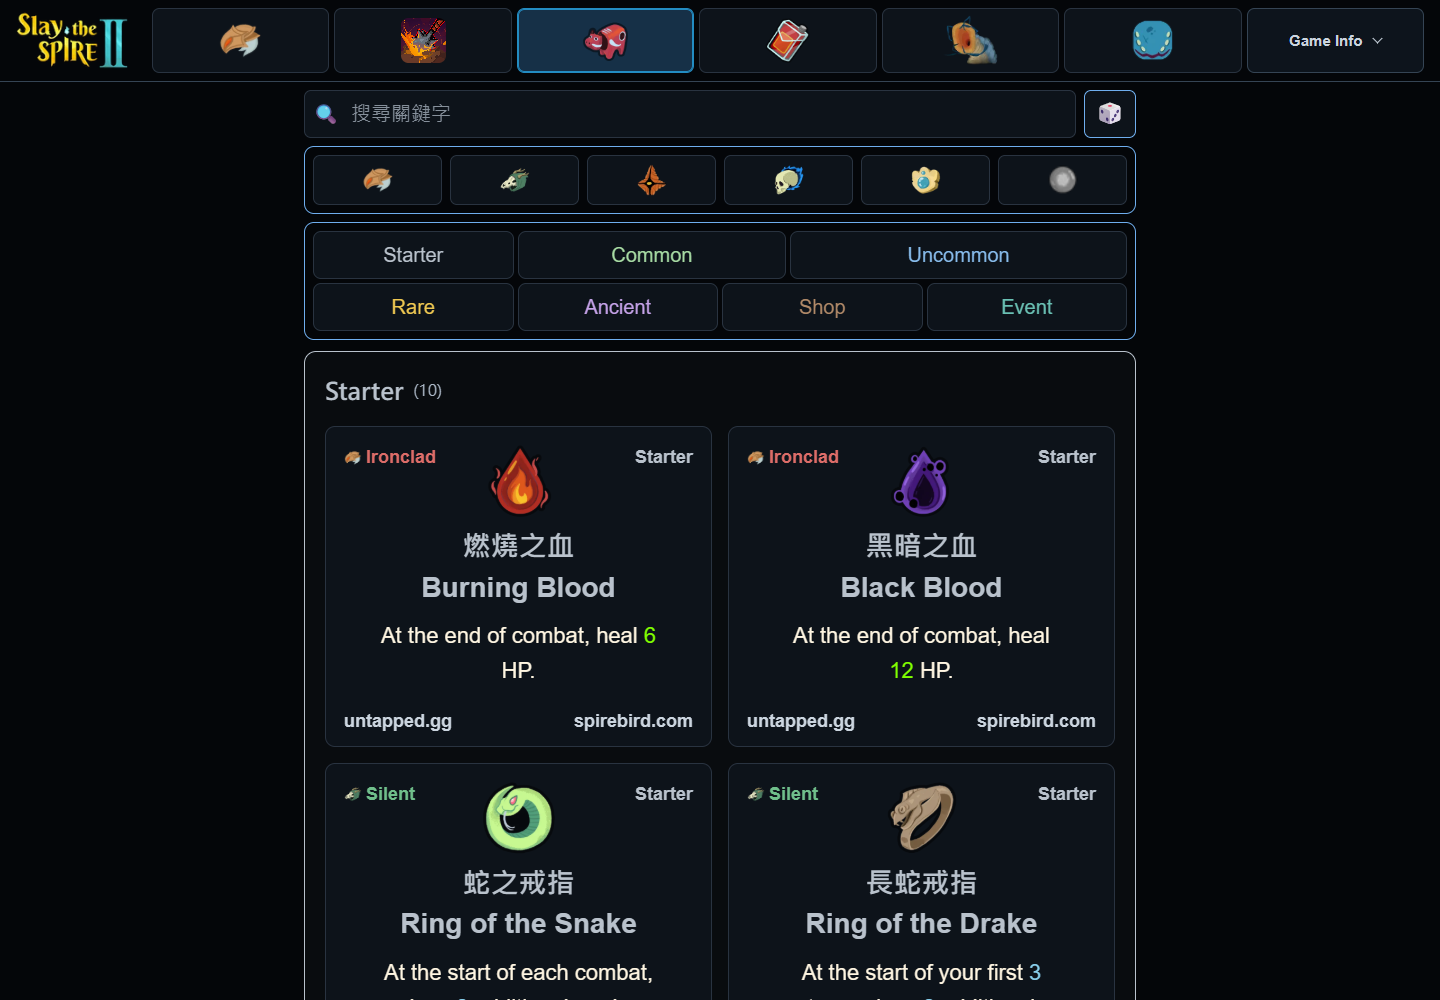 Slay the
SPIRE II
Game Info
搜尋關鍵字
Starter
Common
Uncommon
Rare
Ancient
Shop
Event
Starter (10)
Ironclad
Starter
燃燒之血
Burning Blood
At the end of combat, heal 6
HP.
untapped.gg
spirebird.com
Ironclad
Starter
黑暗之血
Black Blood
At the end of combat, heal
12 HP.
untapped.gg
spirebird.com
Silent
Starter
蛇之戒指
Ring of the Snake
At the start of each combat,
Silent
Starter
長蛇戒指
Ring of the Drake
At the start of your first 3